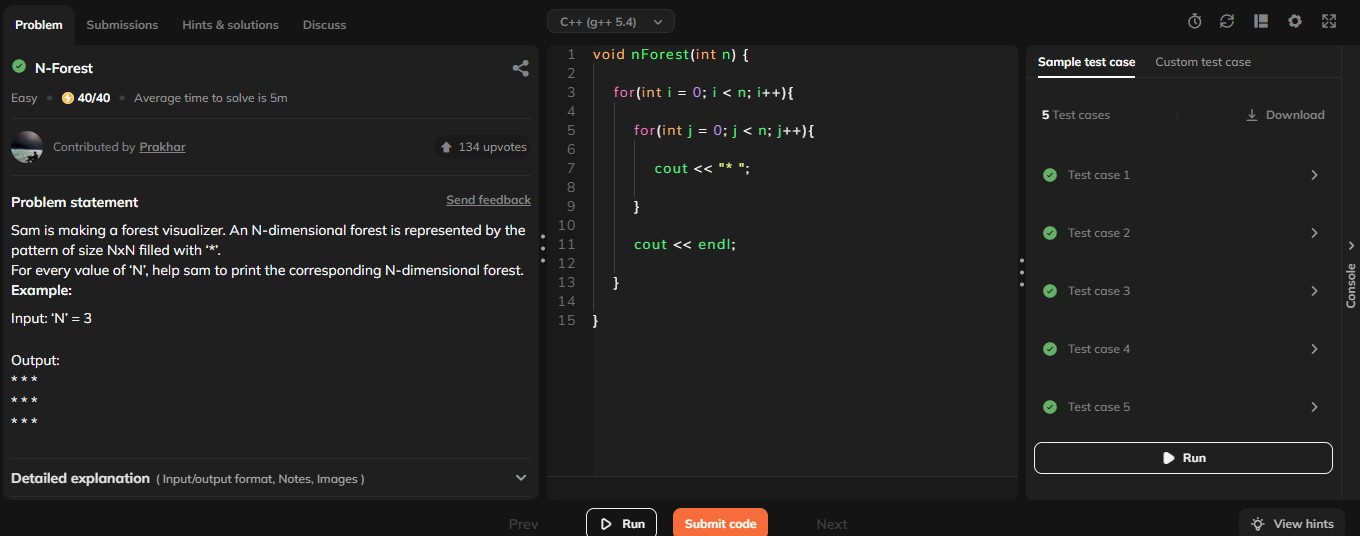 Problem
Submissions
Hints & solutions
Discuss
N-Forest
Easy
40/40
Average time to solve is 5m
Contributed by Prakhar
134 upvotes
Problem statement
Send feedback
Sam is making a forest visualizer. An N-dimensional forest is represented by the
pattern of size NxN filled with ‘*’.
For every value of ‘N’, help sam to print the corresponding N-dimensional forest.
Example:
Input: ‘N’ = 3
Output:
* * *
* * *
* * *
Detailed explanation ( Input/output format, Notes, Images )
C++ (g++ 5.4)
1 void nForest(int n) {
2
3 for(int i = 0; i < n; i++){
4
5 for(int j = 0; j < n; j++){
6
7 cout << "* ";
8
9 }
10
11 cout << endl;
12
13 }
14
15 }
Sample test case
Custom test case
5 Test cases
Download
Test case 1
Test case 2
Test case 3
Test case 4
Test case 5
Run
Console
Prev
Run
Submit code
Next
View hints